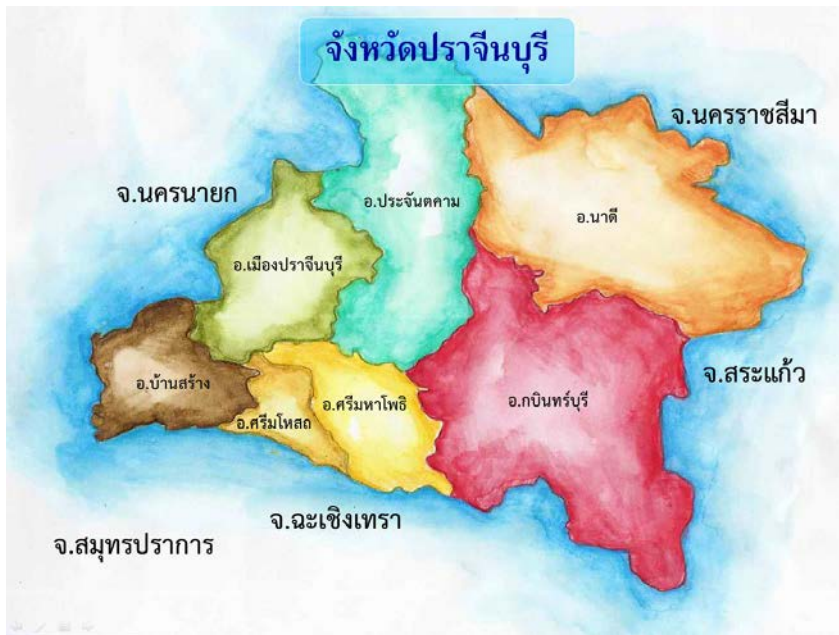 จังหวัดปราจีนบุรี
จ.นครราชสีมา
จ.นครนายก
อ.ประจันตคาม
อ.นาดี
อ.เมืองปราจีนบุรี
จ.สระแก้ว
อ.บ้านสร้าง
อ.ศรีมหาโพธิ
อ.กบินทร์บุรี
อ.ศรีมโหสถ
จ.ฉะเชิงเทรา
จ.สมุทรปราการ